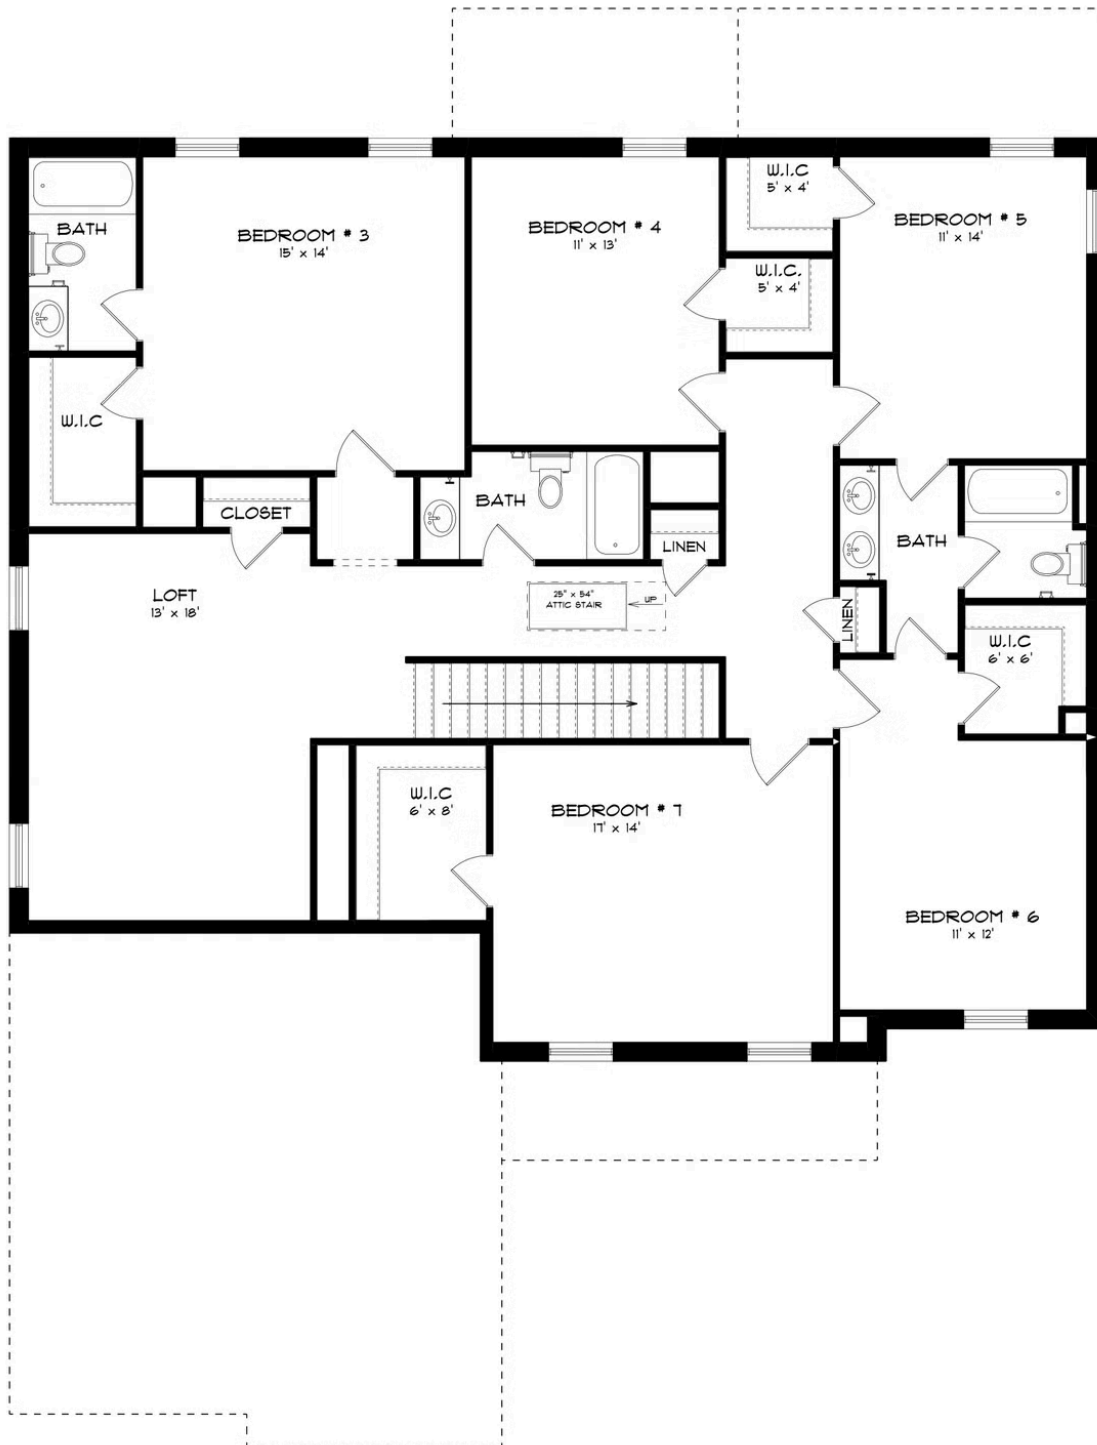 BATH
BEDROOM # 3
15' x 14'
BEDROOM # 4
11' x 13'
W.I.C
5' x 4'
BEDROOM # 5
11' x 14'
W.I.C.
5' x 4'
W.I.C
CLOSET
BATH
LINEN
BATH
LOFT
13' x 18'
25" x 54"
ATTIC STAIR
UP
LINEN
W.I.C
6' x 6'
W.I.C
6' x 8'
BEDROOM # 7
17' x 14'
BEDROOM # 6
11' x 12'